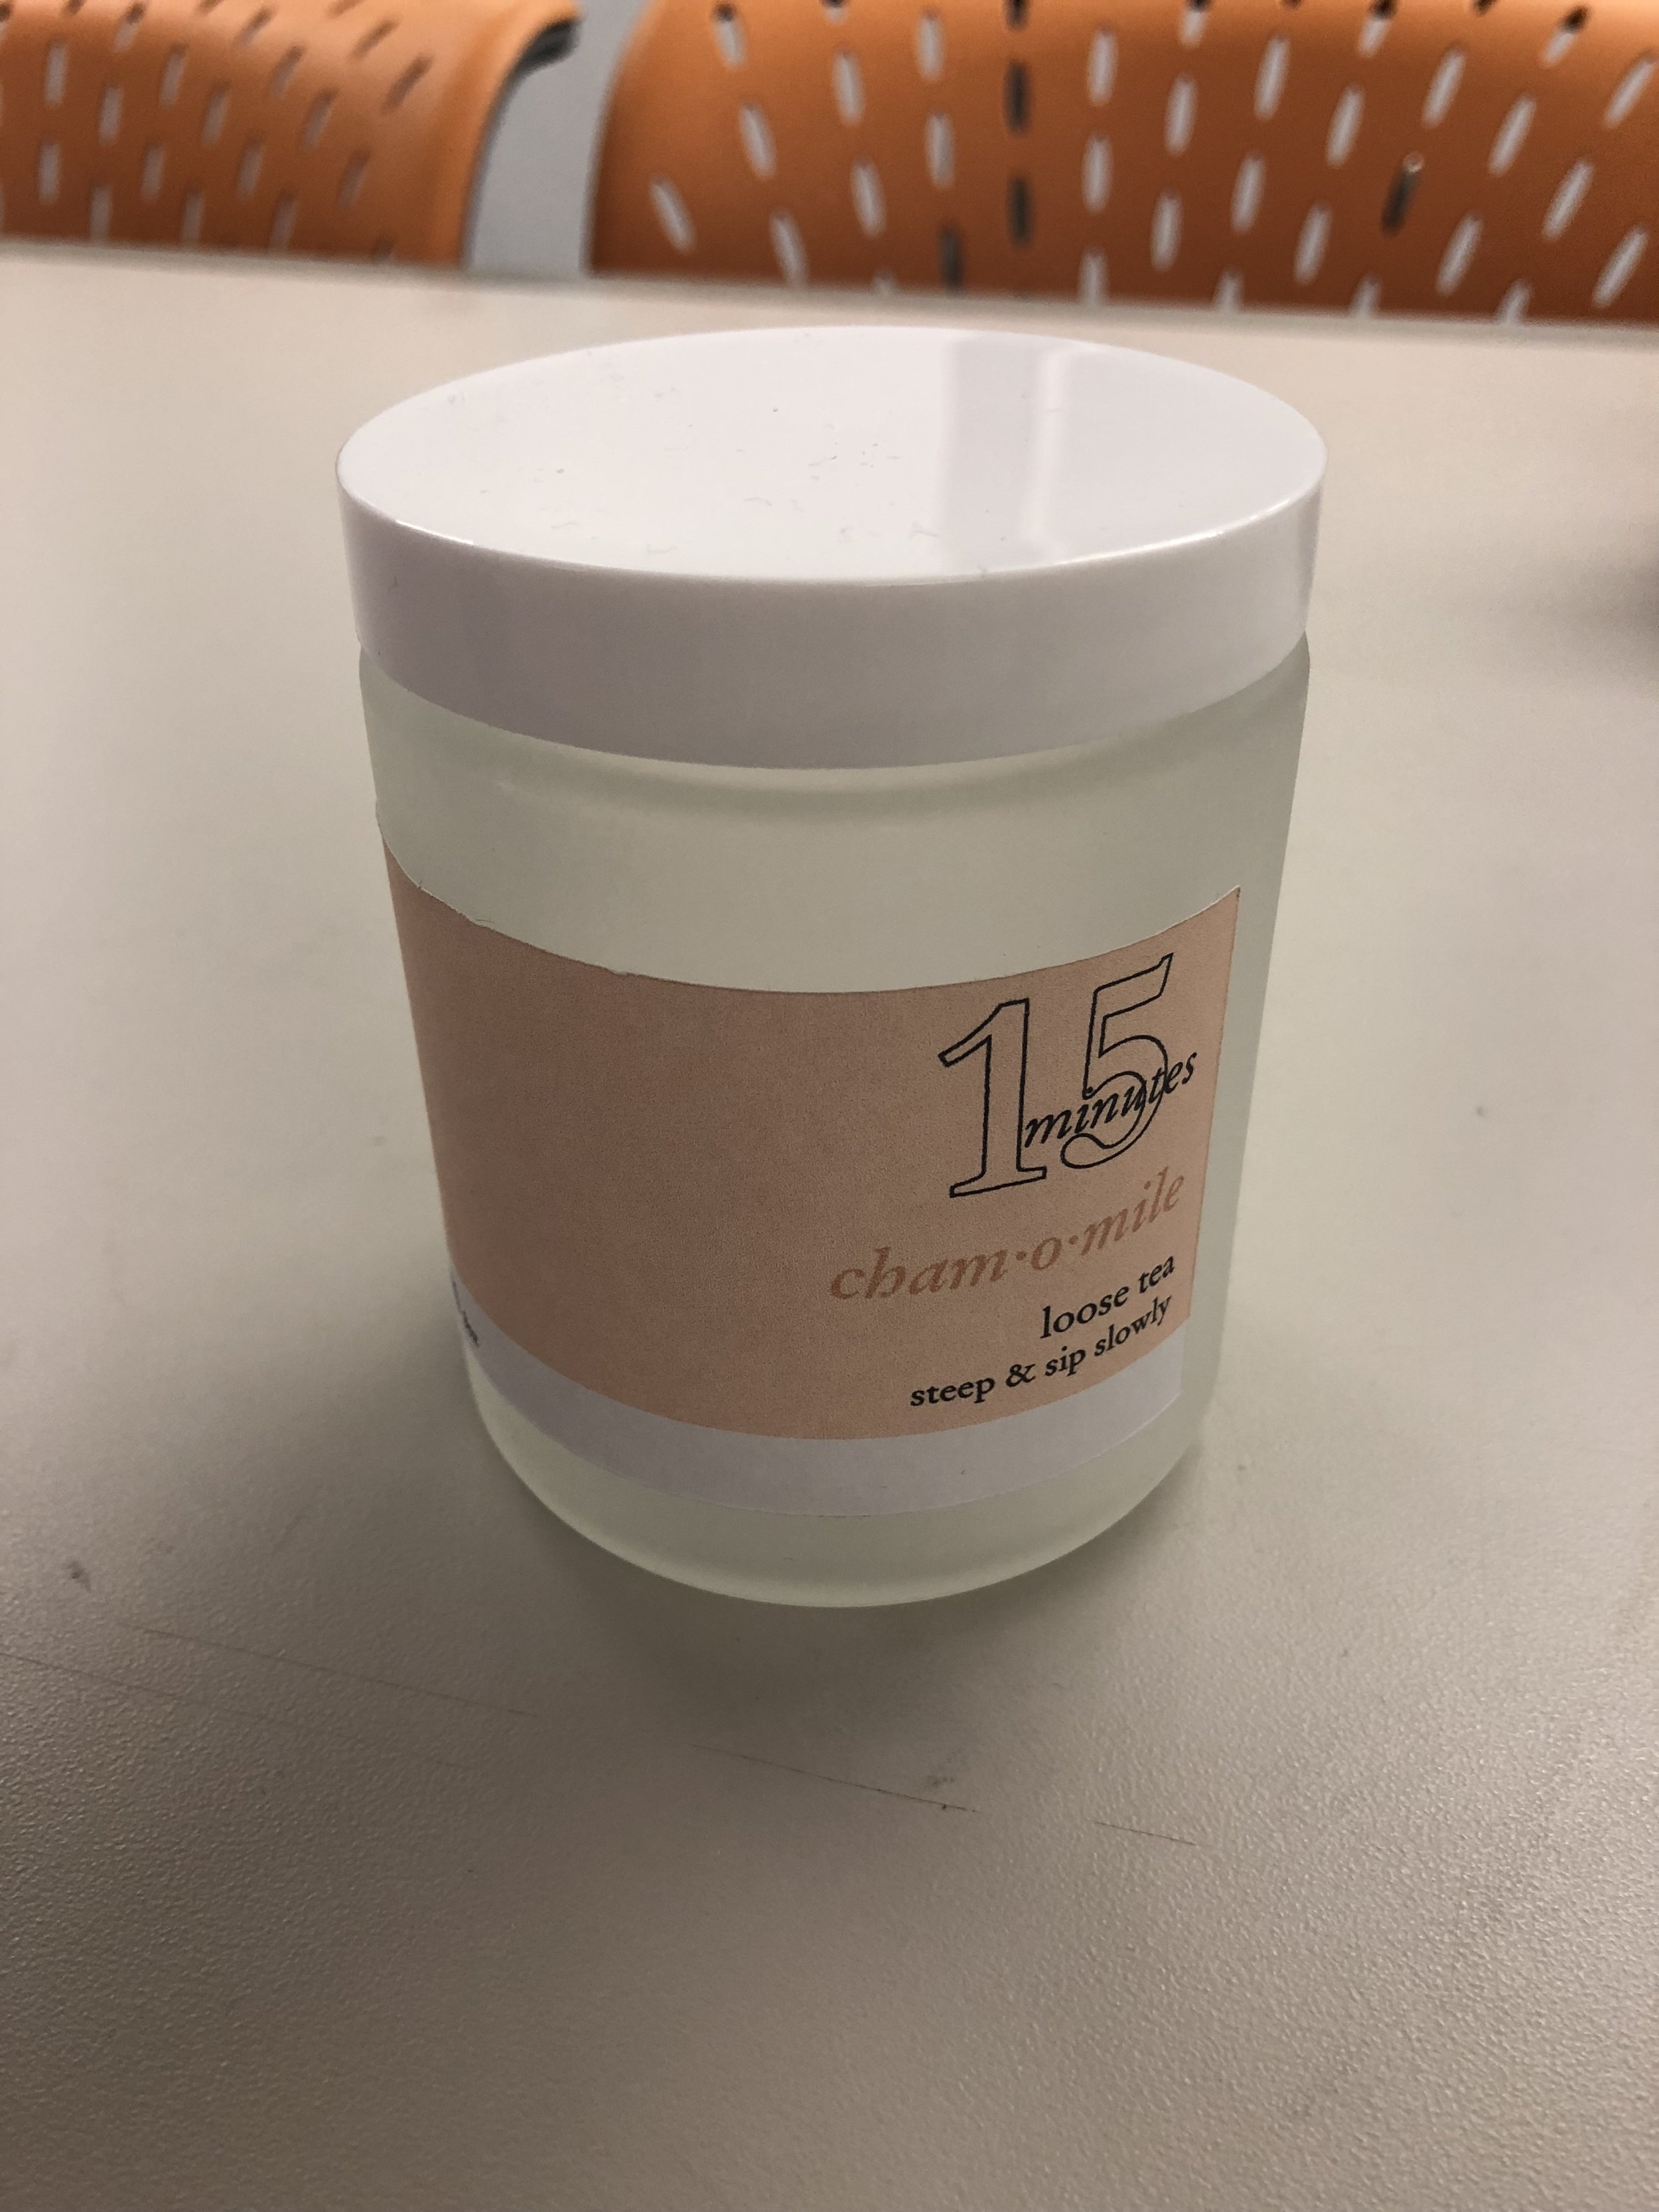 15
minutes
cham·o·mile
loose tea
steep & sip slowly